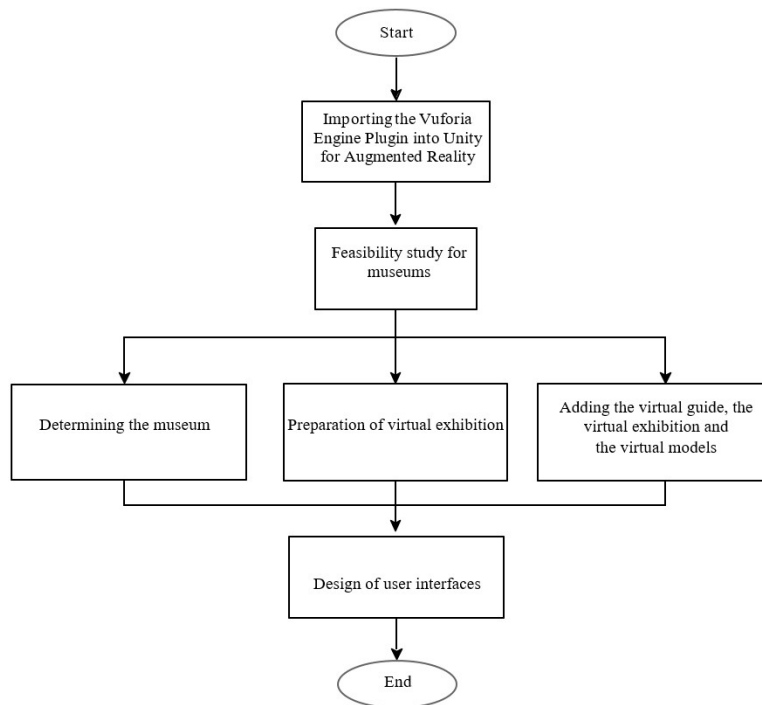 Start
Importing the Vuforia
Engine Plugin into Unity
for Augmented Reality
Feasibility study for
museums
Determining the museum
Preparation of virtual exhibition
Adding the virtual guide, the
virtual exhibition and
the virtual models
Design of user interfaces
End